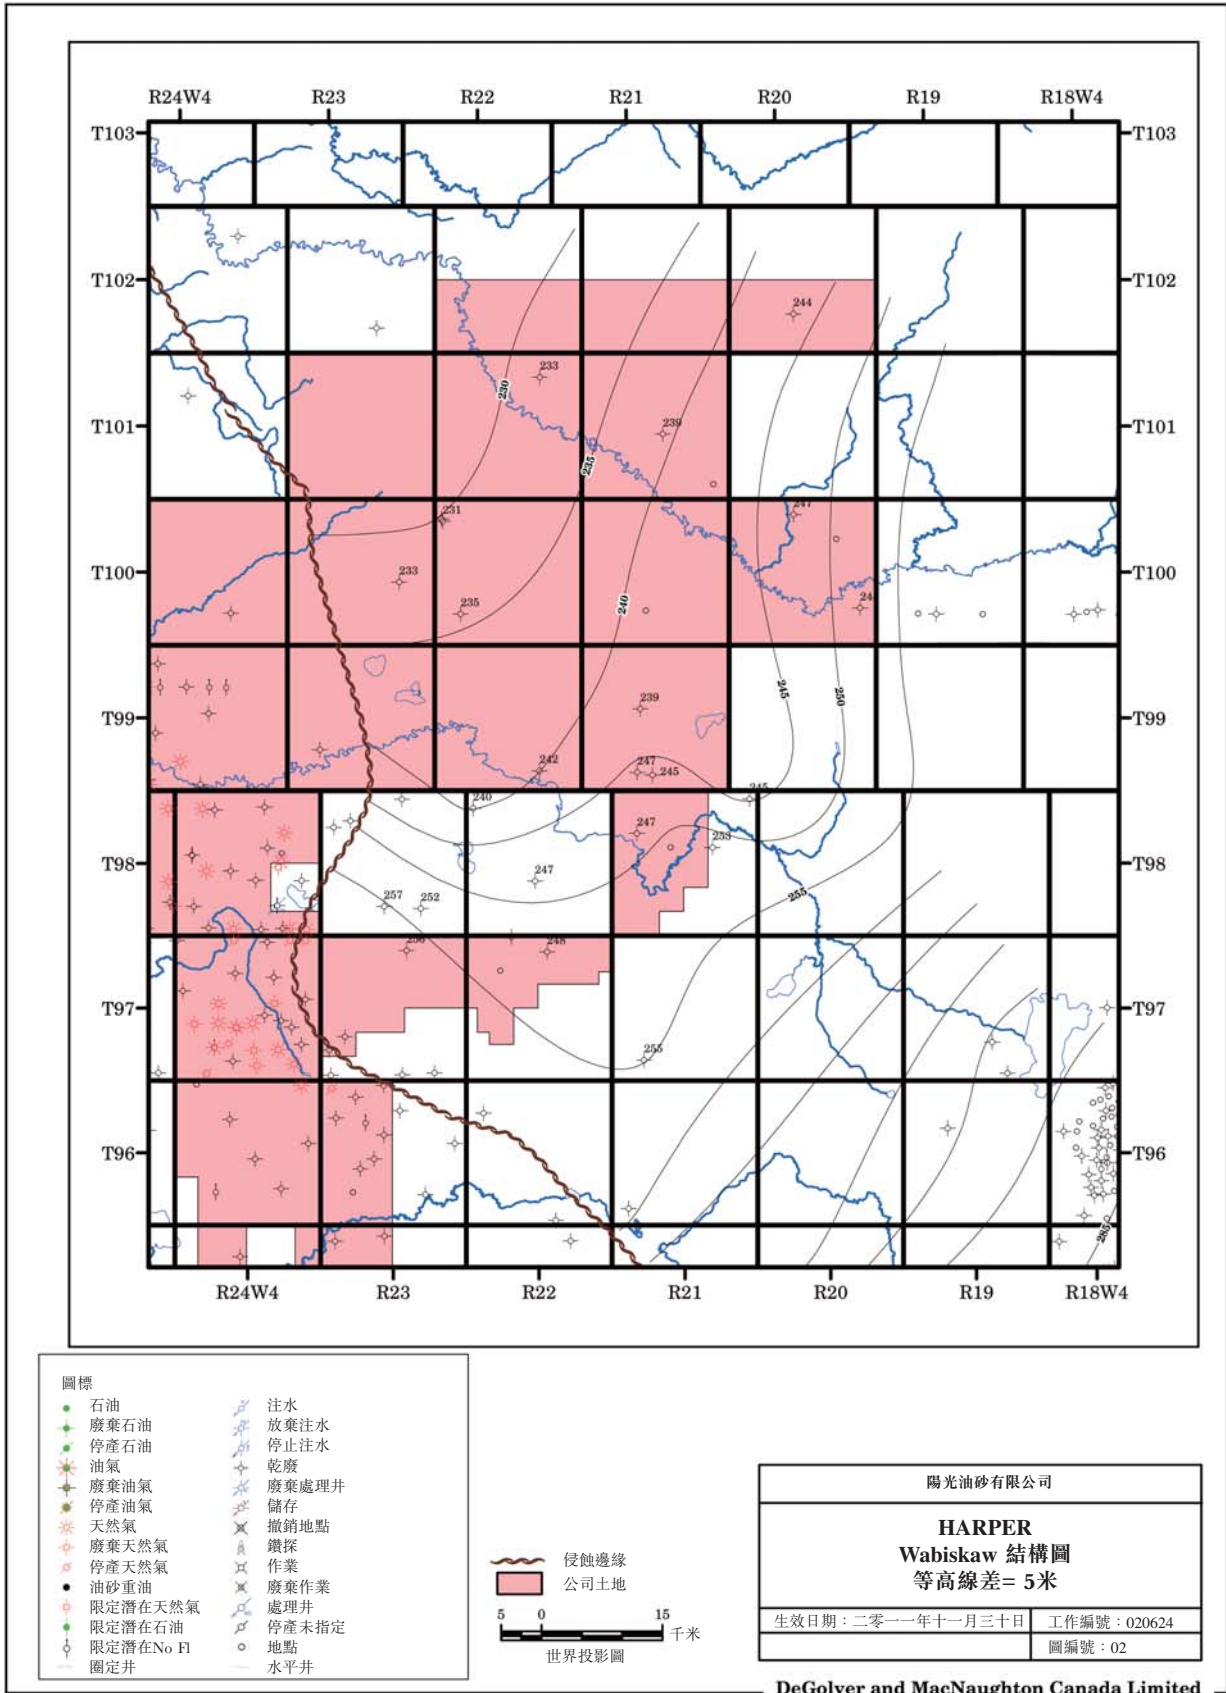 R24W4 R23 R22 R21 R20 R19 R18W4
T103 T103
T102 T102
244
233
230
T101 239 T101
235
231 247
T100 233 T100
235 240
239 245 250
T99 T99
242 247 245
240 245
247 253
T98 T98
247
257 252 255
248
T97 T97
255
T96 T96
285
R24W4 R23 R22 R21 R20 R19 R18W4
圖標
石油
廢棄石油
停產石油
油氣
廢棄油氣
停產油氣
天然氣
廢棄天然氣
停產天然氣
油砂重油
限定潛在天然氣
限定潛在石油
限定潛在No Fl
圈定井
注水
放棄注水
停止注水
乾廢
廢棄處理井
儲存
撤銷地點
鑽探
作業
廢棄作業
處理井
停產未指定
地點
水平井
侵蝕邊緣
公司土地
5 0 15
千米
世界投影圖
陽光油砂有限公司
HARPER
Wabiskaw 結構圖
等高線差= 5米
生效日期：二零一一年十一月三十日 工作編號：020624
圖編號：02
DeGolyer and MacNaughton Canada Limited